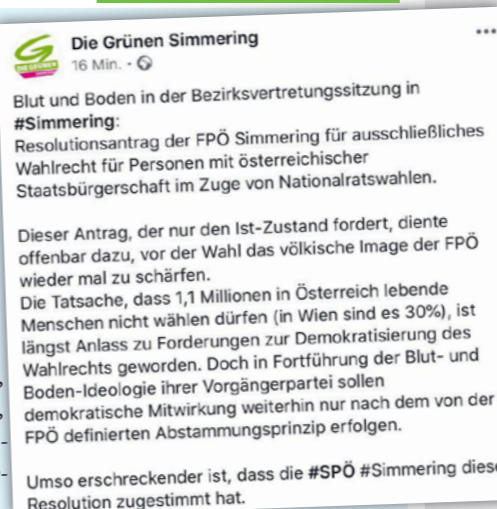 Die Grünen Simmering
16 Min.
Blut und Boden in der Bezirksvertretungssitzung in
#Simmering:
Resolutionsantrag der FPÖ Simmering für ausschließliches
Wahlrecht für Personen mit österreichischer
Staatsbürgerschaft im Zuge von Nationalratswahlen.
Dieser Antrag, der nur den Ist-Zustand fordert, diente
offenbar dazu, vor der Wahl das völkische Image der FPÖ
wieder mal zu schärfen.
Die Tatsache, dass 1,1 Millionen in Österreich lebende
Menschen nicht wählen dürfen (in Wien sind es 30%), ist
längst Anlass zu Forderungen zur Demokratisierung des
Wahlrechts geworden. Doch in Fortführung der Blut- und
Boden-Ideologie ihrer Vorgängerpartei sollen
demokratische Mitwirkung weiterhin nur nach dem von der
FPÖ definierten Abstammungsprinzip erfolgen.
Umso erschreckender ist, dass die #SPÖ #Simmering diese
Resolution zugestimmt hat.